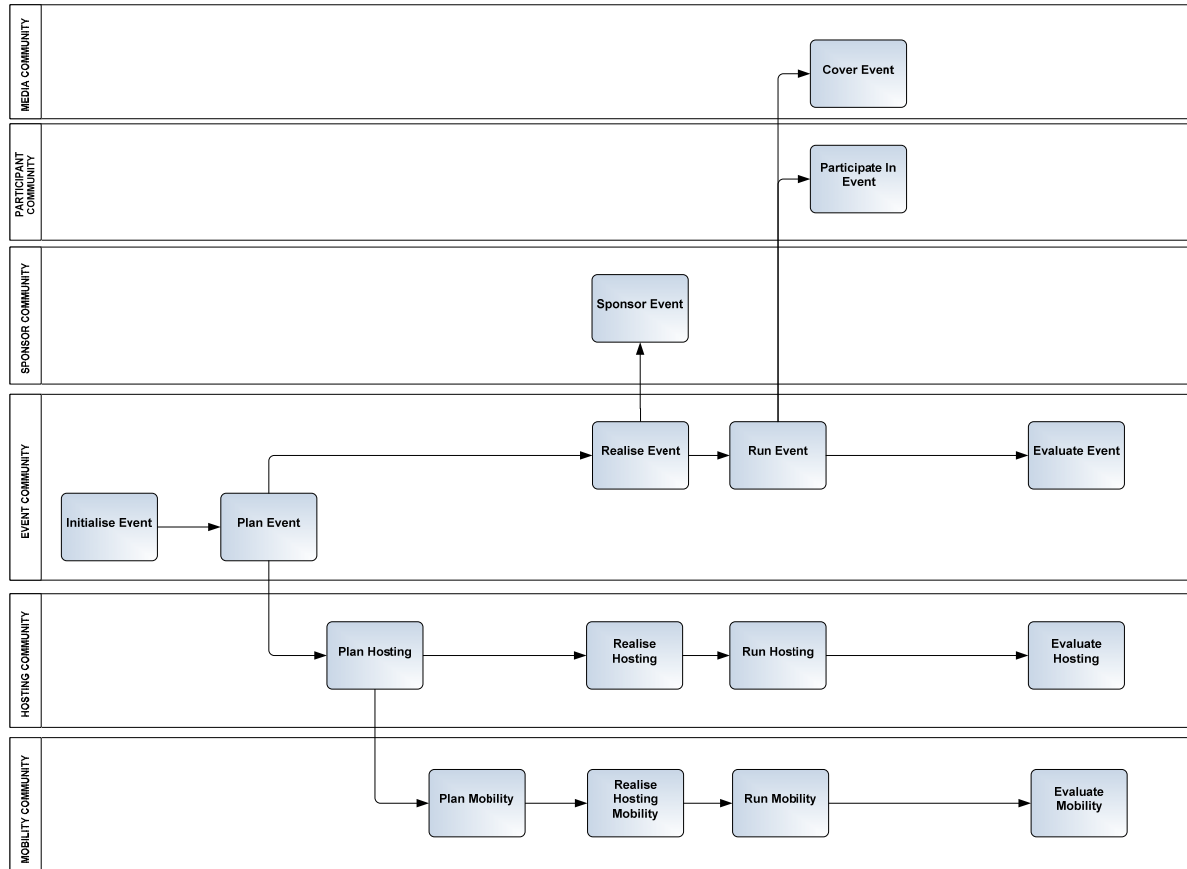 MEDIA COMMUNITY
Cover Event
PARTICIPANT
COMMUNITY
Participate In
Event
SPONSOR COMMUNITY
Sponsor Event
EVENT COMMUNITY
Realise Event
Run Event
Evaluate Event
Initialise Event
Plan Event
HOSTING COMMUNITY
Plan Hosting
Realise
Hosting
Run Hosting
Evaluate
Hosting
MOBILITY COMMUNITY
Plan Mobility
Realise
Hosting
Mobility
Run Mobility
Evaluate
Mobility